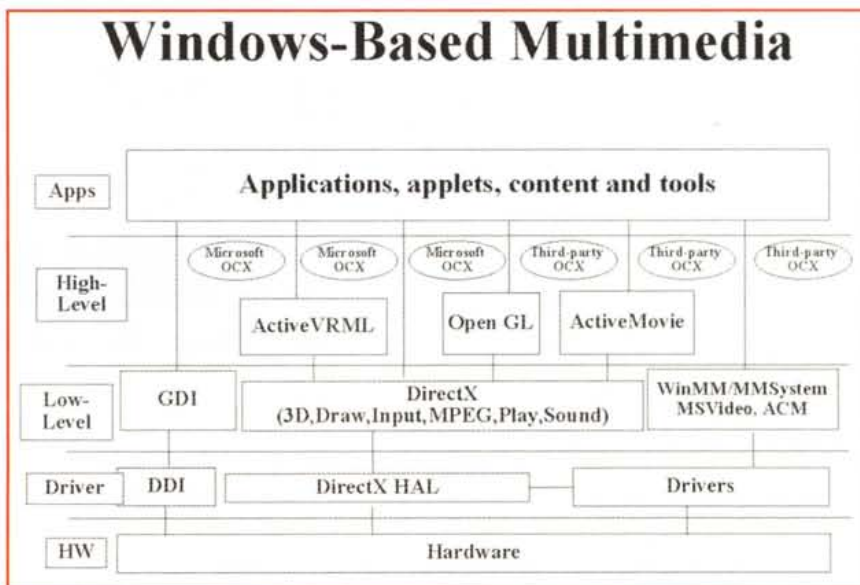 Windows-Based Multimedia
Apps
Applications, applets, content and tools
Microsoft
OCX
Microsoft
OCX
Microsoft
OCX
Third-party
OCX
Third-party
OCX
Third-party
OCX
High-
Level
ActiveVRML
Open GL
ActiveMovie
Low-
Level
GDI
DirectX
(3D,Draw,Input,MPEG,Play,Sound)
WinMM/MMSystem
MSVideo, ACM
Driver
DDI
DirectX HAL
Drivers
HW
Hardware